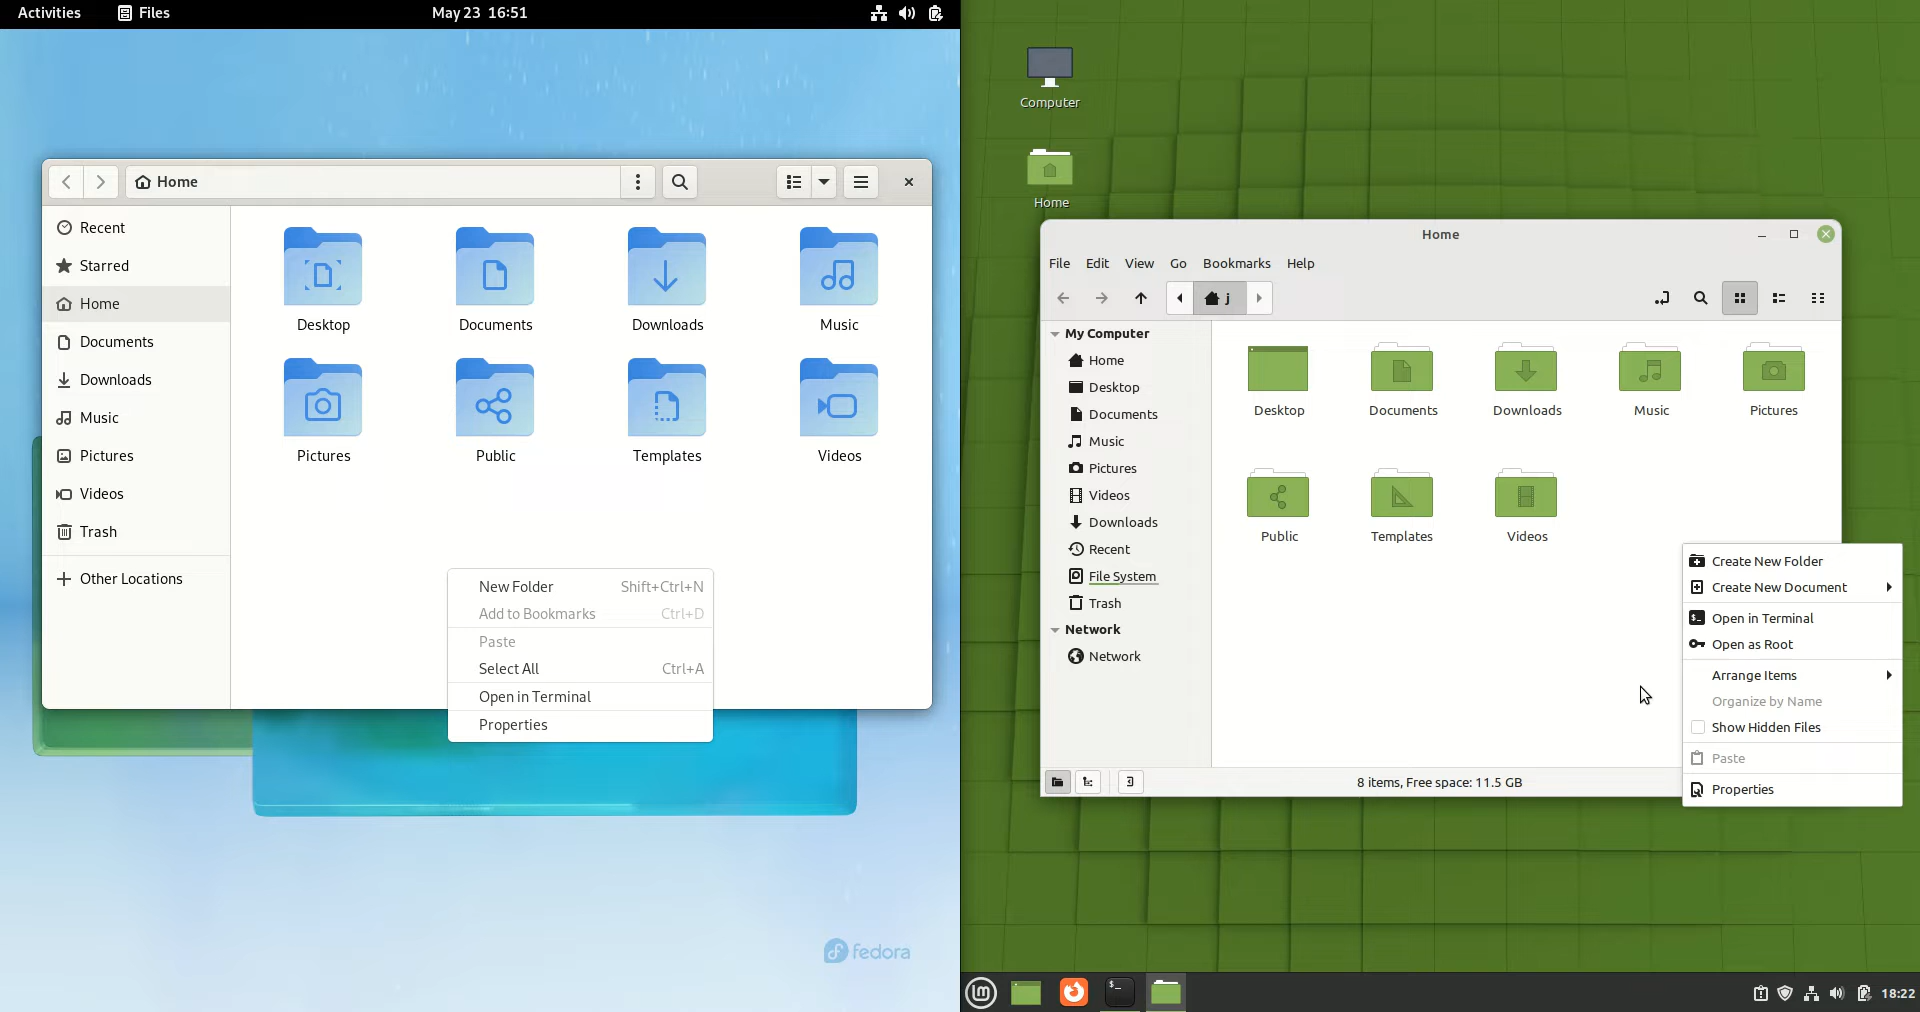 Activities
Files
May 23 16:51
Home
Recent
Starred
Home
Documents
Downloads
Music
Pictures
Videos
Trash
Other Locations
Desktop
Documents
Downloads
Music
Pictures
Public
Templates
Videos
New Folder Shift+Ctrl+N
Add to Bookmarks Ctrl+D
Paste
Select All Ctrl+A
Open in Terminal
Properties
fedora
Computer
Home
Home
File Edit View Go Bookmarks Help
j
My Computer
Home
Desktop
Documents
Music
Pictures
Videos
Downloads
Recent
File System
Trash
Network
Network
Desktop
Documents
Downloads
Music
Pictures
Public
Templates
Videos
Create New Folder
Create New Document
Open in Terminal
Open as Root
Arrange Items
Organize by Name
Show Hidden Files
Paste
Properties
8 items, Free space: 11.5 GB
18:22